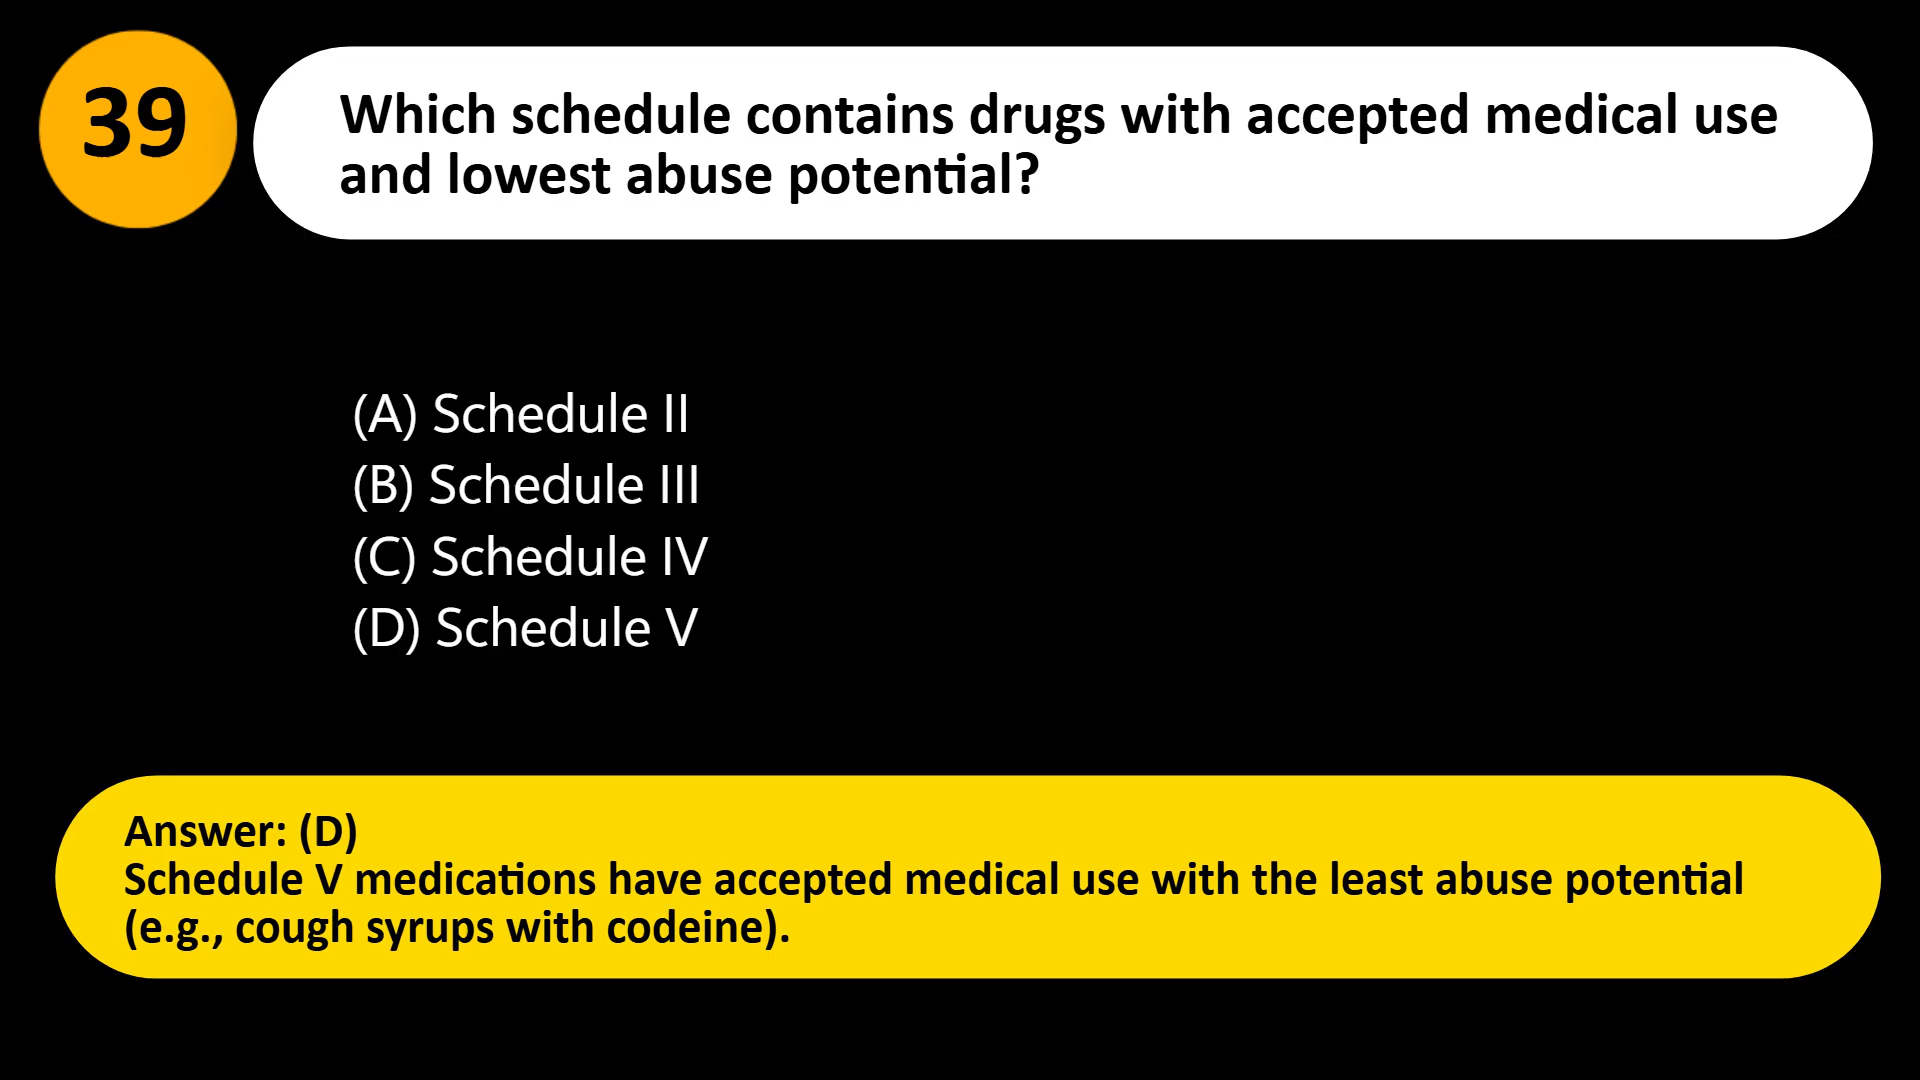 39
Which schedule contains drugs with accepted medical use
and lowest abuse potential?
(A) Schedule II
(B) Schedule III
(C) Schedule IV
(D) Schedule V
Answer: (D)
Schedule V medications have accepted medical use with the least abuse potential
(e.g., cough syrups with codeine).